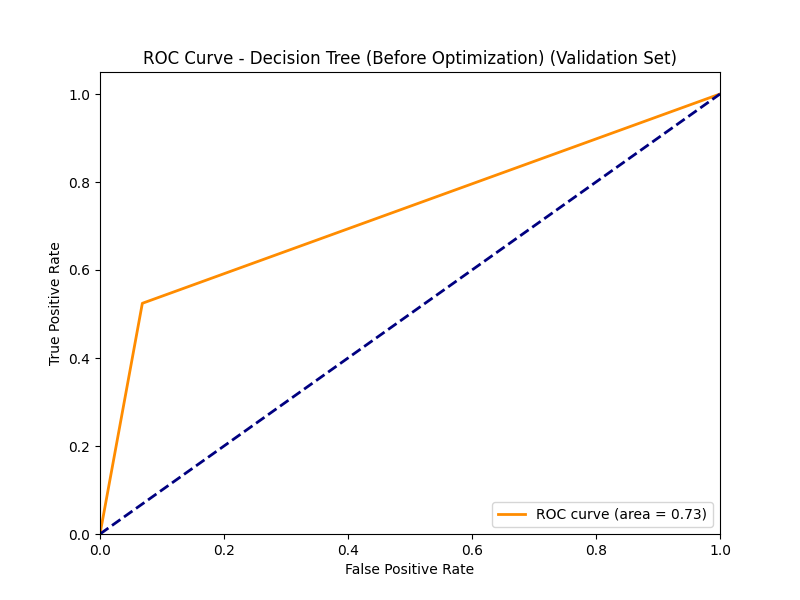 ROC Curve - Decision Tree (Before Optimization) (Validation Set)
True Positive Rate
1.0
0.8
0.6
0.4
0.2
0.0
ROC curve (area = 0.73)
0.0 0.2 0.4 0.6 0.8 1.0
False Positive Rate